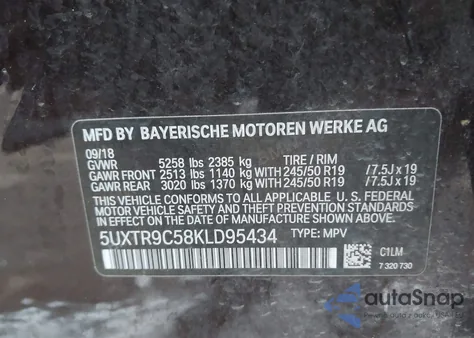 MFD BY BAYERISCHE MOTOREN WERKE AG
09/18
GVWR 5258 lbs 2385 kg TIRE / RIM
GAWR FRONT 2513 lbs 1140 kg WITH 245/50 R19 /7.5J x 19
GAWR REAR 3020 lbs 1370 kg WITH 245/50 R19 /7.5J x 19
THIS VEHICLE CONFORMS TO ALL APPLICABLE U. S. FEDERAL
MOTOR VEHICLE SAFETY STANDARDS IN EFFECT ON THE
DATE OF MANUFACTURE SHOWN ABOVE.
5UXTR9C58KLD95434 TYPE: MPV
C1LM
7 320 730
autoSnap